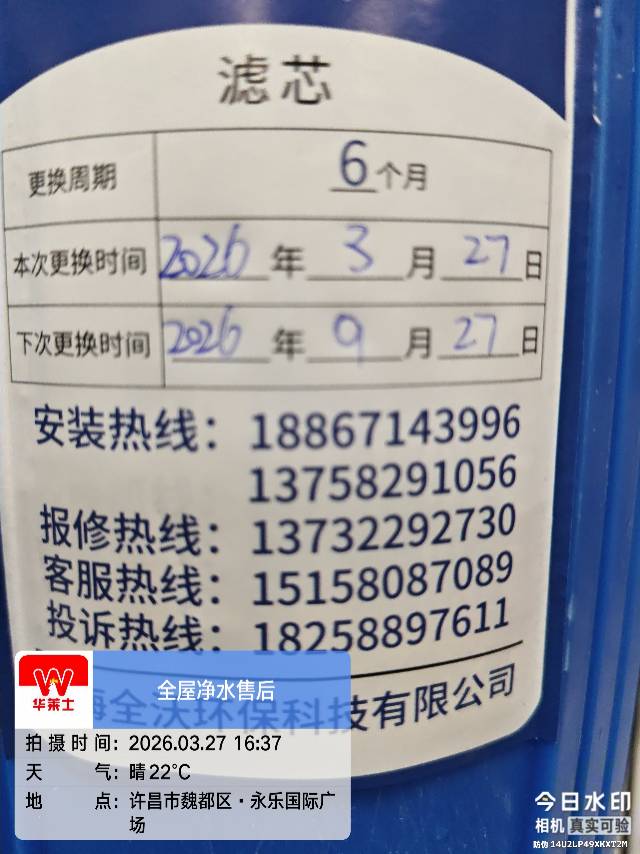 滤芯
更换周期 6个月
本次更换时间 2026年3月27日
下次更换时间 2026年9月27日
安装热线：18867143996
13758291056
报修热线：13732292730
客服热线：15158087089
投诉热线：18258897611
海全沃环保科技有限公司
华莱士
全屋净水售后
拍摄时间：2026.03.27 16:37
天气：晴22℃
地点：许昌市魏都区·永乐国际广
场
今日水印
相机 真实可验
防伪 14U2LP49XKXT2M